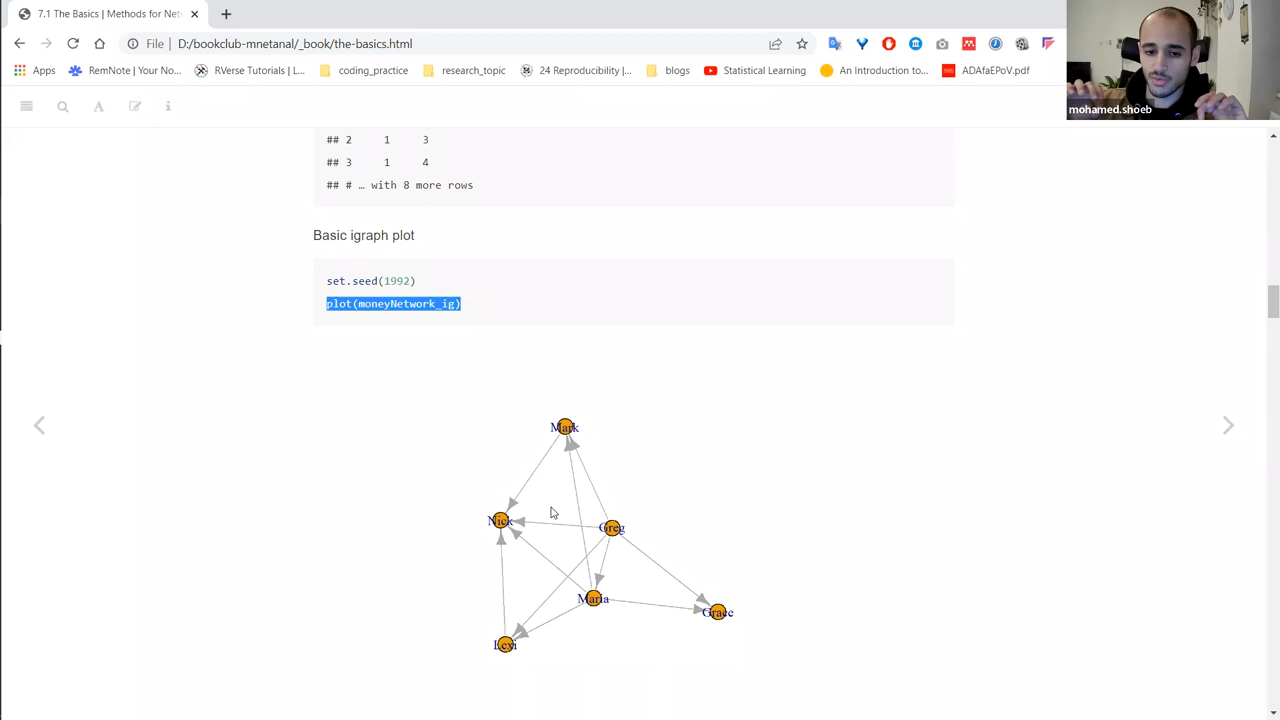 7.1 The Basics | Methods for Net
File | D:/bookclub-mnetanal/_book/the-basics.html
Apps RemNote | Your No... RVerse Tutorials | L... coding_practice research_topic 24 Reproducibility |... blogs Statistical Learning An Introduction to... ADAfaEPoV.pdf
mohamed.shoeb
## 2 1 3
## 3 1 4
## # … with 8 more rows
Basic igraph plot
set.seed(1992)
plot(moneyNetwork_ig)
Mark
Nick
Greg
Maria
Grace
Lexi